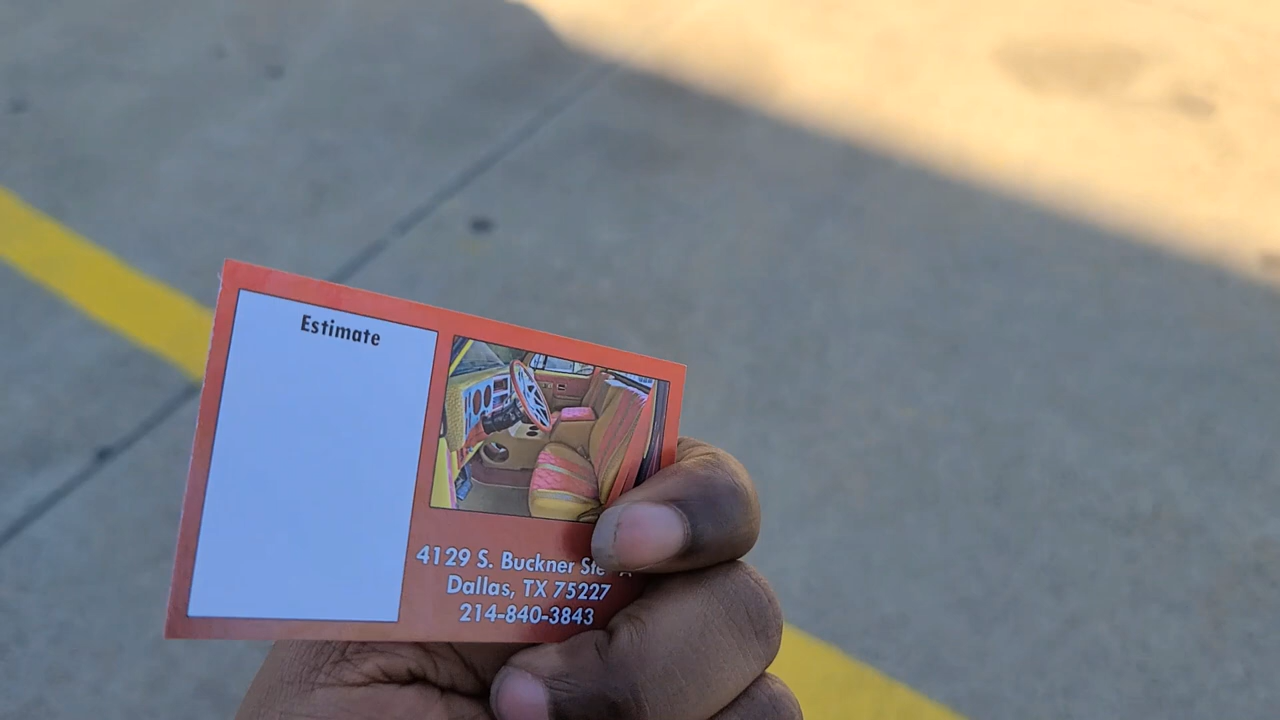 Estimate
4129 S. Buckner Ste A
Dallas, TX 75227
214-840-3843